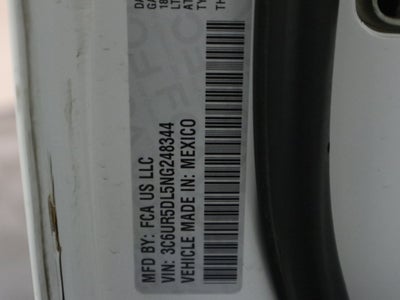 MFD BY: FCA US LLC
VIN: 3C6UR5DL5NG248344
VEHICLE MADE IN: MEXICO